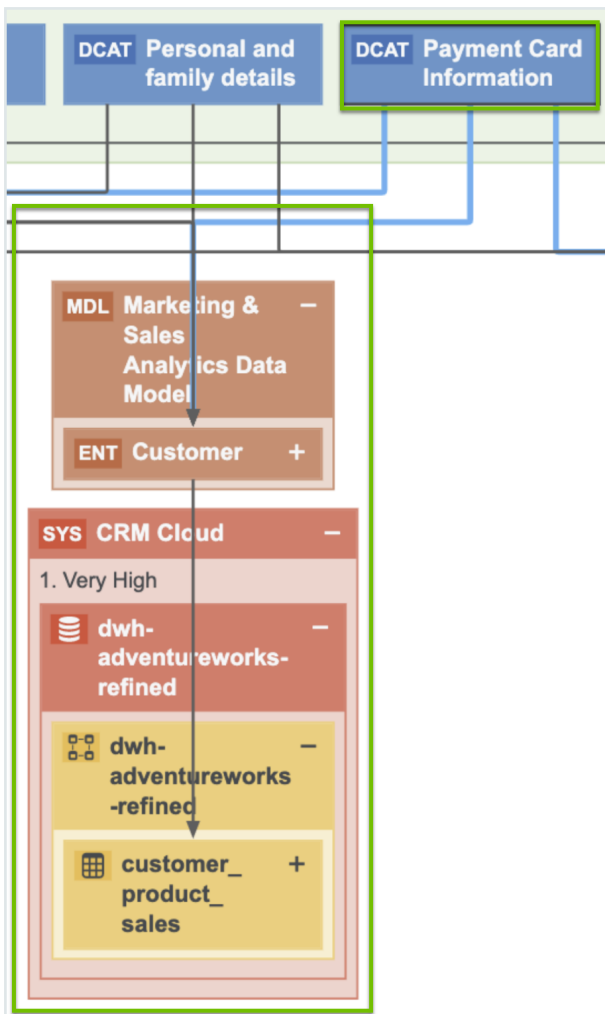 DCAT Personal and
family details
DCAT Payment Card
Information
MDL Marketing &
Sales
Analytics Data
Model
ENT Customer
SYS CRM Cloud
1. Very High
dwh-
adventureworks-
refined
dwh-
adventureworks
-refined
customer_
product_
sales